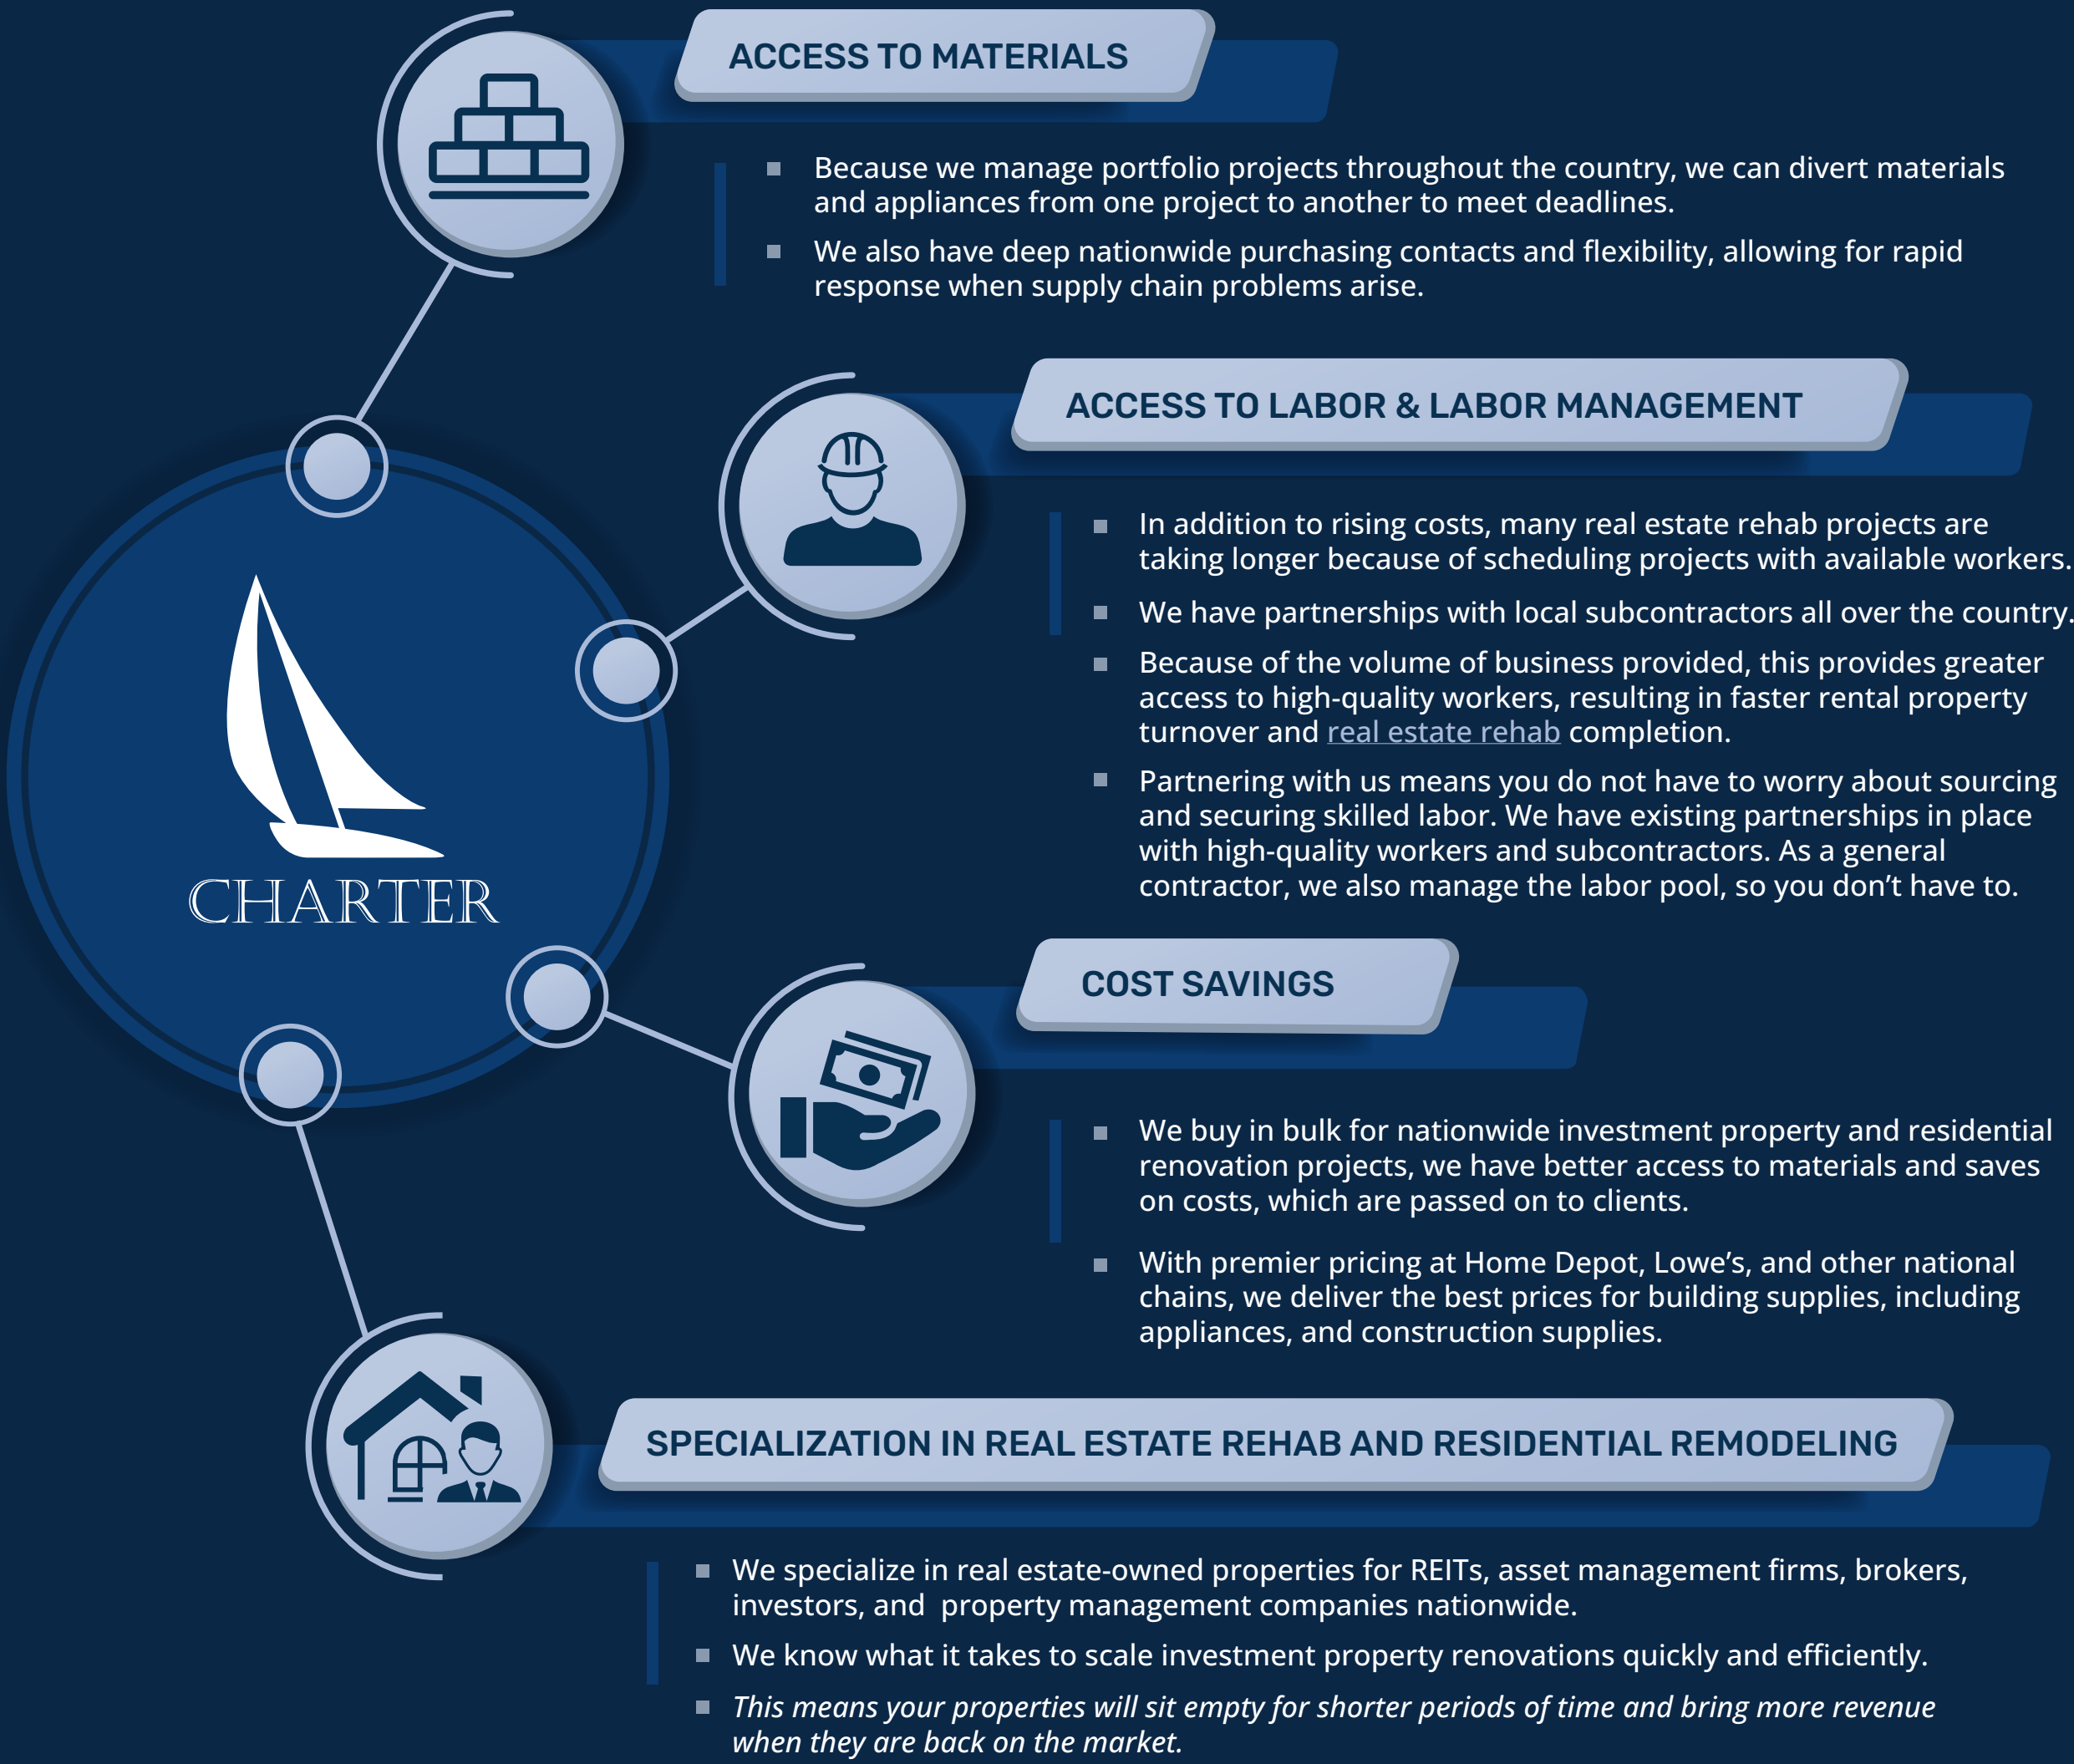 ACCESS TO MATERIALS
Because we manage portfolio projects throughout the country, we can divert materials
and appliances from one project to another to meet deadlines.
We also have deep nationwide purchasing contacts and flexibility, allowing for rapid
response when supply chain problems arise.
ACCESS TO LABOR & LABOR MANAGEMENT
In addition to rising costs, many real estate rehab projects are
taking longer because of scheduling projects with available workers.
We have partnerships with local subcontractors all over the country.
Because of the volume of business provided, this provides greater
access to high-quality workers, resulting in faster rental property
turnover and real estate rehab completion.
Partnering with us means you do not have to worry about sourcing
and securing skilled labor. We have existing partnerships in place
with high-quality workers and subcontractors. As a general
contractor, we also manage the labor pool, so you don’t have to.
CHARTER
COST SAVINGS
We buy in bulk for nationwide investment property and residential
renovation projects, we have better access to materials and saves
on costs, which are passed on to clients.
With premier pricing at Home Depot, Lowe’s, and other national
chains, we deliver the best prices for building supplies, including
appliances, and construction supplies.
SPECIALIZATION IN REAL ESTATE REHAB AND RESIDENTIAL REMODELING
We specialize in real estate-owned properties for REITs, asset management firms, brokers,
investors, and property management companies nationwide.
We know what it takes to scale investment property renovations quickly and efficiently.
This means your properties will sit empty for shorter periods of time and bring more revenue
when they are back on the market.